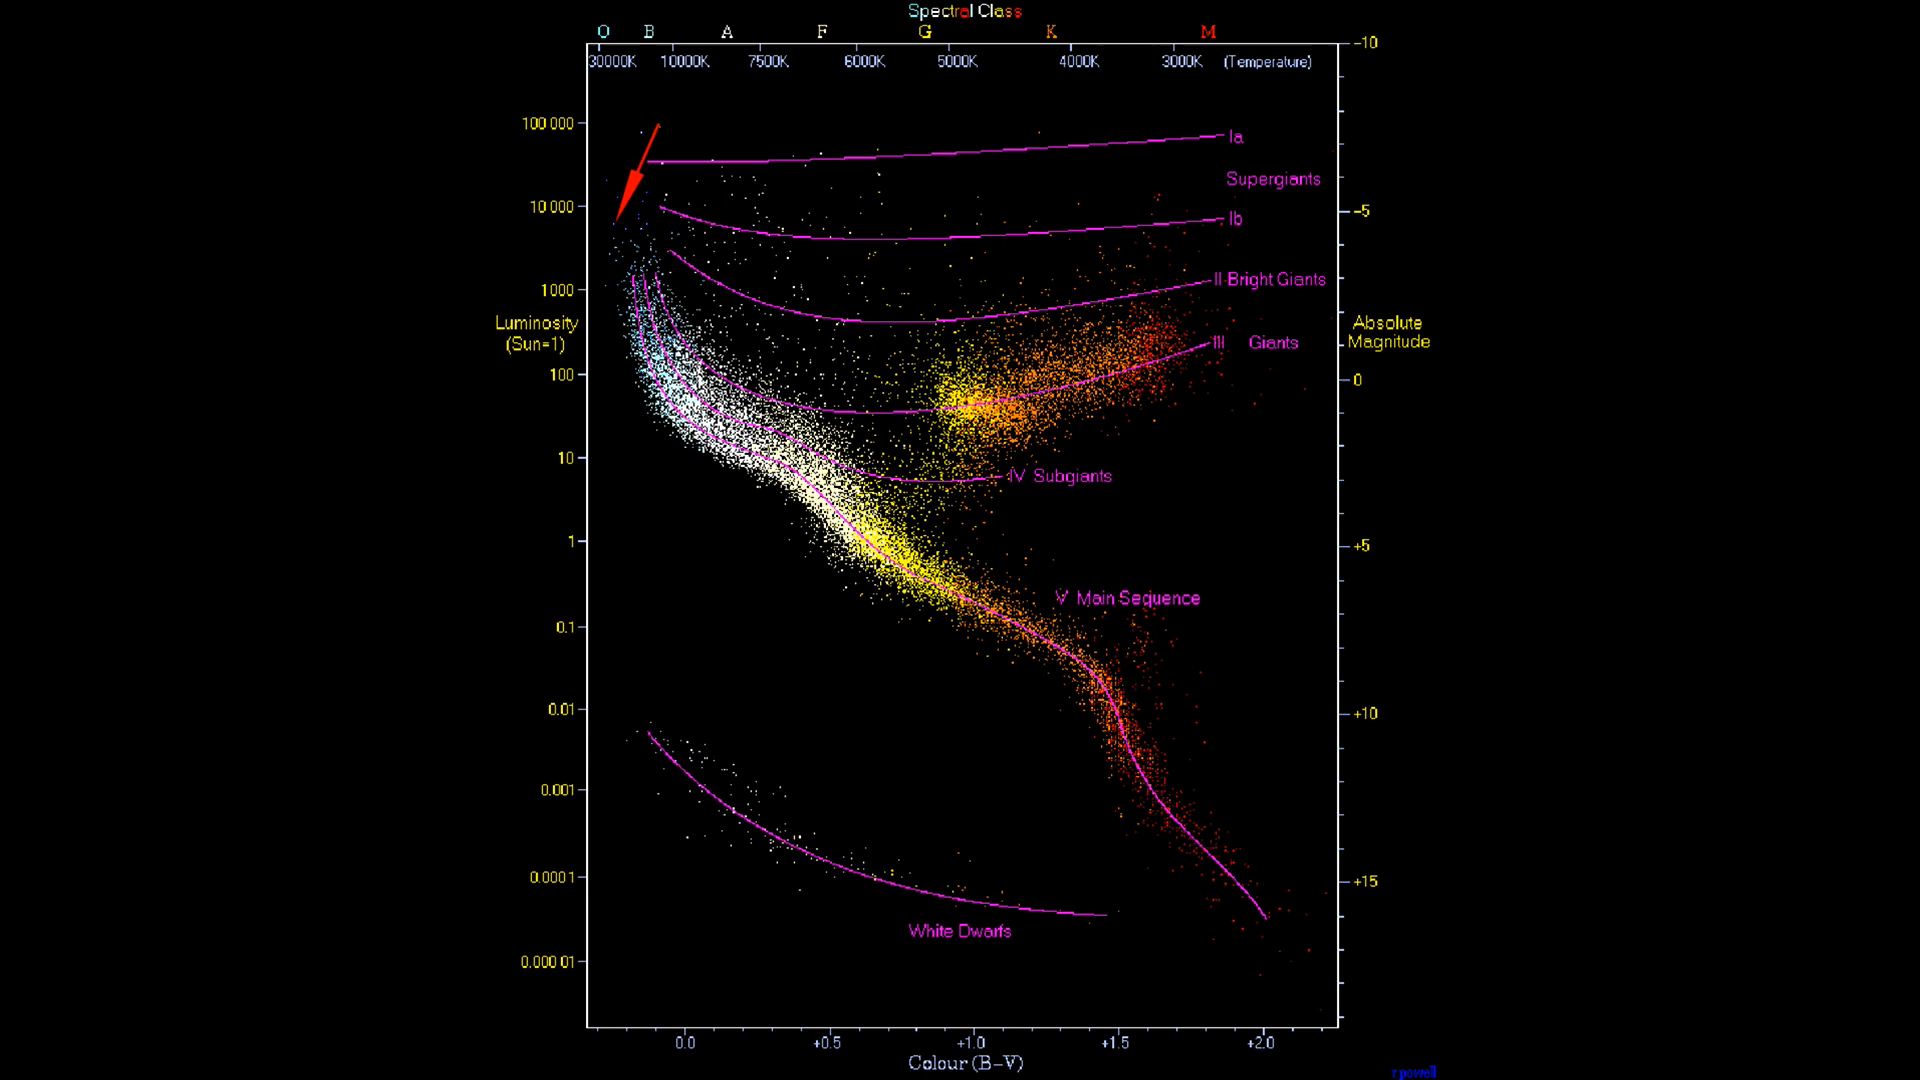 Spectral Class
O B A F G K M
30000K 10000K 7500K 6000K 5000K 4000K 3000K (Temperature)
-10
100 000
Ia
Supergiants
10 000
-5
Ib
1000
II Bright Giants
Luminosity
(Sun=1)
Absolute
Magnitude
III Giants
100
0
10
IV Subgiants
1
+5
V Main Sequence
0.1
0.01
+10
0.001
0.0001
+15
White Dwarfs
0.000 01
0.0 +0.5 +1.0 +1.5 +2.0
Colour (B-V)
rpowell